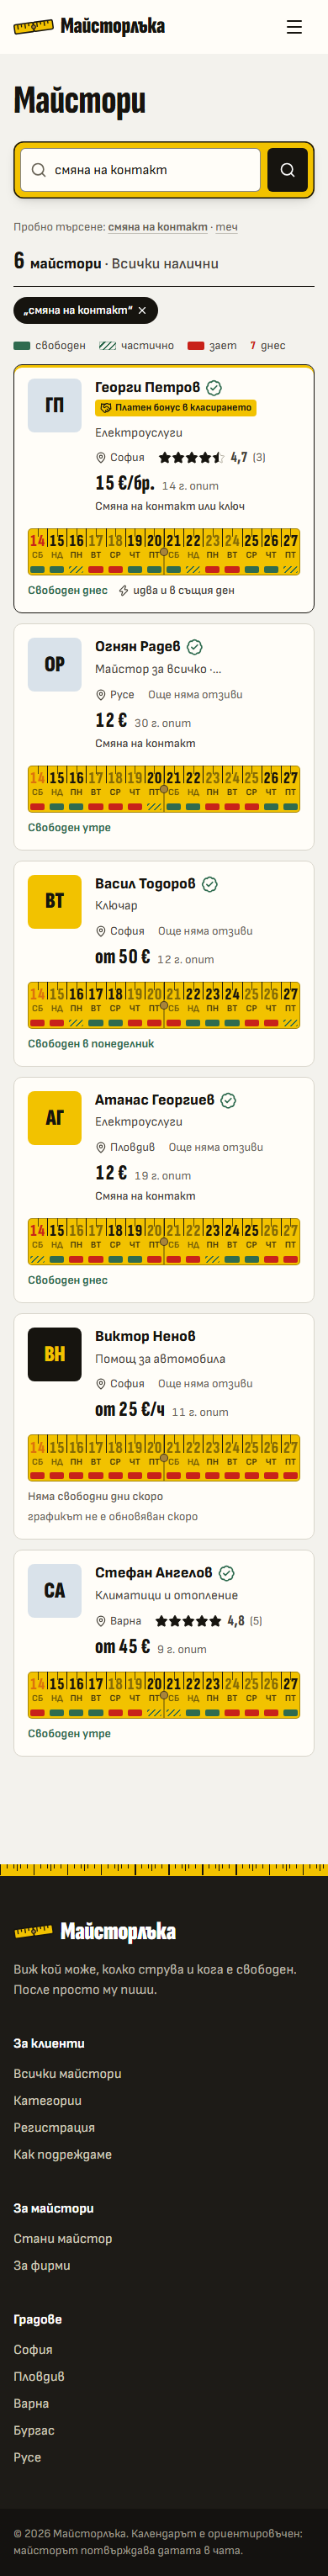 Майсторлъка
Майстори
смяна на контакт
Пробно търсене: смяна на контакт · теч
6 майстори · Всички налични
„смяна на контакт“ ×
свободен частично зает 7 днес
ГП
Георги Петров
Платен бонус в класирането
Електроуслуги
София 4,7 (3)
15 €/бр. 14 г. опит
Смяна на контакт или ключ
14 15 16 17 18 19 20 21 22 23 24 25 26 27
СБ НД ПН ВТ СР ЧТ ПТ СБ НД ПН ВТ СР ЧТ ПТ
Свободен днес идва и в същия ден
ОР
Огнян Радев
Майстор за всичко ·...
Русе Още няма отзиви
12 € 30 г. опит
Смяна на контакт
14 15 16 17 18 19 20 21 22 23 24 25 26 27
СБ НД ПН ВТ СР ЧТ ПТ СБ НД ПН ВТ СР ЧТ ПТ
Свободен утре
ВТ
Васил Тодоров
Ключар
София Още няма отзиви
от 50 € 12 г. опит
14 15 16 17 18 19 20 21 22 23 24 25 26 27
СБ НД ПН ВТ СР ЧТ ПТ СБ НД ПН ВТ СР ЧТ ПТ
Свободен в понеделник
АГ
Атанас Георгиев
Електроуслуги
Пловдив Още няма отзиви
12 € 19 г. опит
Смяна на контакт
14 15 16 17 18 19 20 21 22 23 24 25 26 27
СБ НД ПН ВТ СР ЧТ ПТ СБ НД ПН ВТ СР ЧТ ПТ
Свободен днес
ВН
Виктор Ненов
Помощ за автомобила
София Още няма отзиви
от 25 €/ч 11 г. опит
14 15 16 17 18 19 20 21 22 23 24 25 26 27
СБ НД ПН ВТ СР ЧТ ПТ СБ НД ПН ВТ СР ЧТ ПТ
Няма свободни дни скоро
графикът не е обновяван скоро
СА
Стефан Ангелов
Климатици и отопление
Варна 4,8 (5)
от 45 € 9 г. опит
14 15 16 17 18 19 20 21 22 23 24 25 26 27
СБ НД ПН ВТ СР ЧТ ПТ СБ НД ПН ВТ СР ЧТ ПТ
Свободен утре
Майсторлъка
Виж кой може, колко струва и кога е свободен.
После просто му пиши.
За клиенти
Всички майстори
Категории
Регистрация
Как подреждаме
За майстори
Стани майстор
За фирми
Градове
София
Пловдив
Варна
Бургас
Русе
© 2026 Майсторлъка. Календарът е ориентировъчен:
майсторът потвърждава датата в чата.